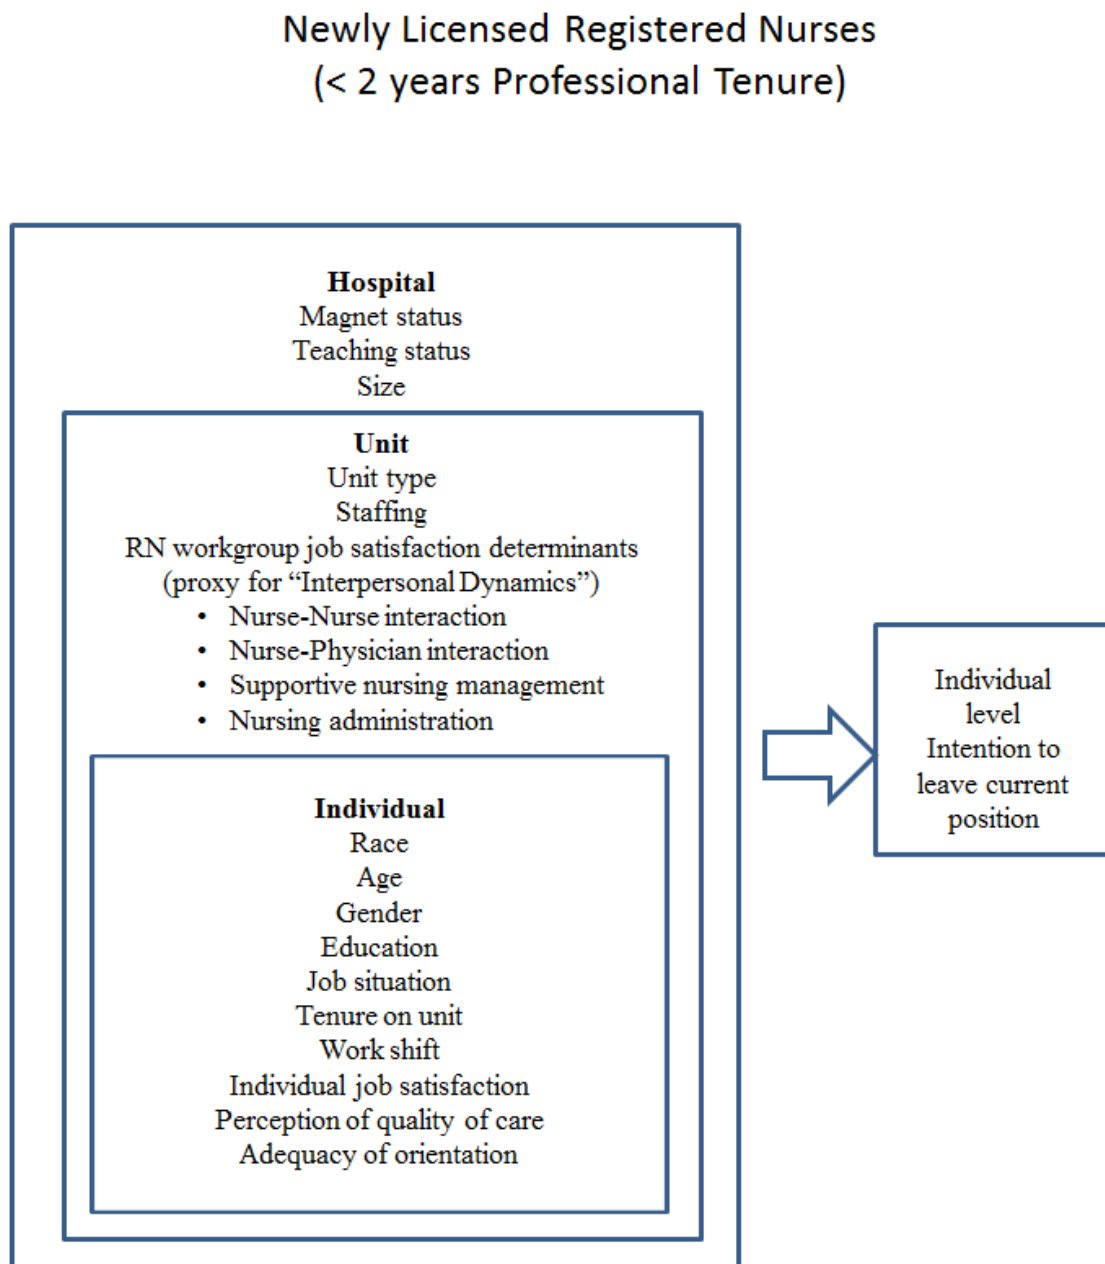 Newly Licensed Registered Nurses
(< 2 years Professional Tenure)
Hospital
Magnet status
Teaching status
Size
Unit
Unit type
Staffing
RN workgroup job satisfaction determinants
(proxy for “Interpersonal Dynamics”)
• Nurse-Nurse interaction
• Nurse-Physician interaction
• Supportive nursing management
• Nursing administration
Individual
Race
Age
Gender
Education
Job situation
Tenure on unit
Work shift
Individual job satisfaction
Perception of quality of care
Adequacy of orientation
Individual
level
Intention to
leave current
position